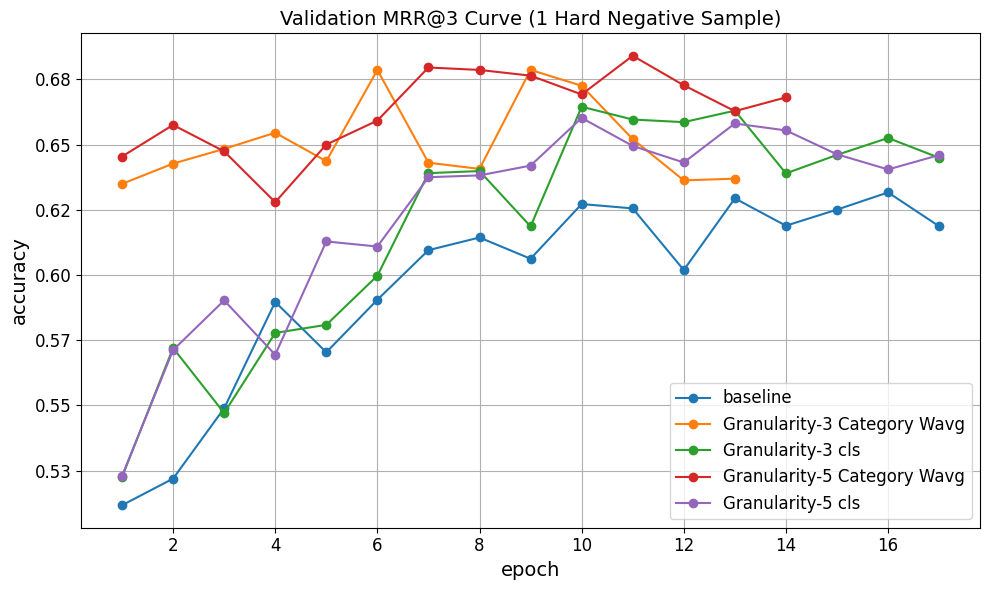 Validation MRR@3 Curve (1 Hard Negative Sample)
accuracy
0.68
0.65
0.62
0.60
0.57
0.55
0.53
2 4 6 8 10 12 14 16
epoch
baseline
Granularity-3 Category Wavg
Granularity-3 cls
Granularity-5 Category Wavg
Granularity-5 cls